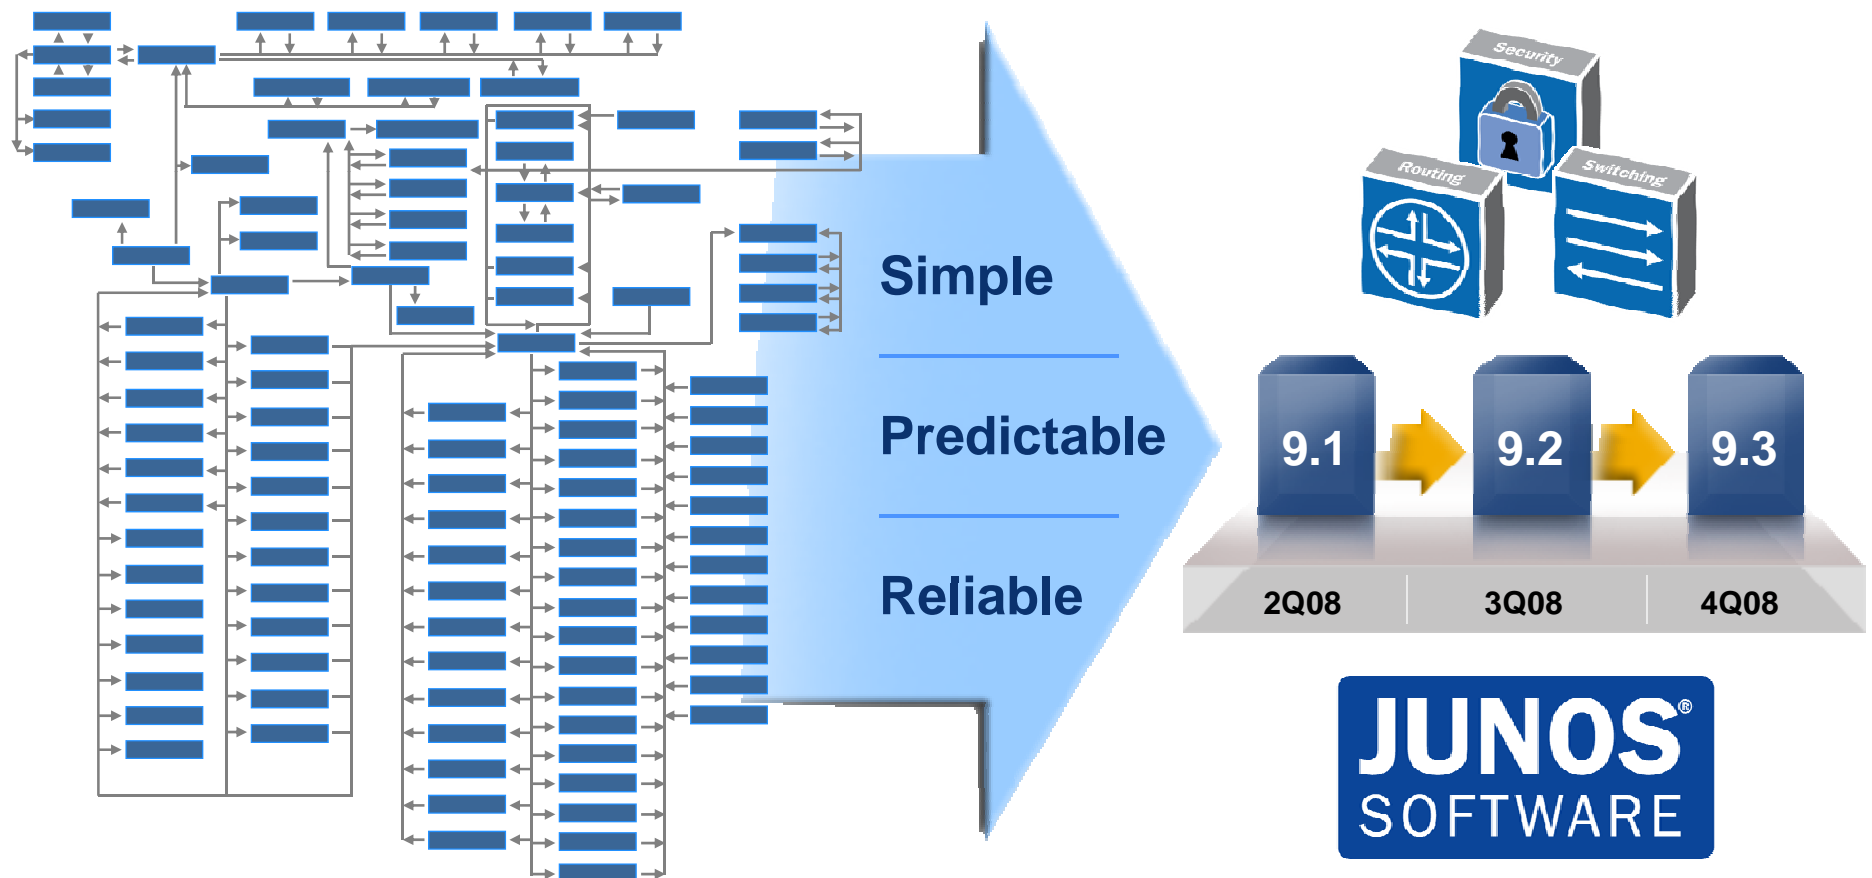 Security
Routing
Switching
Simple
Predictable
Reliable
9.1
9.2
9.3
2Q08
3Q08
4Q08
JUNOS®
SOFTWARE